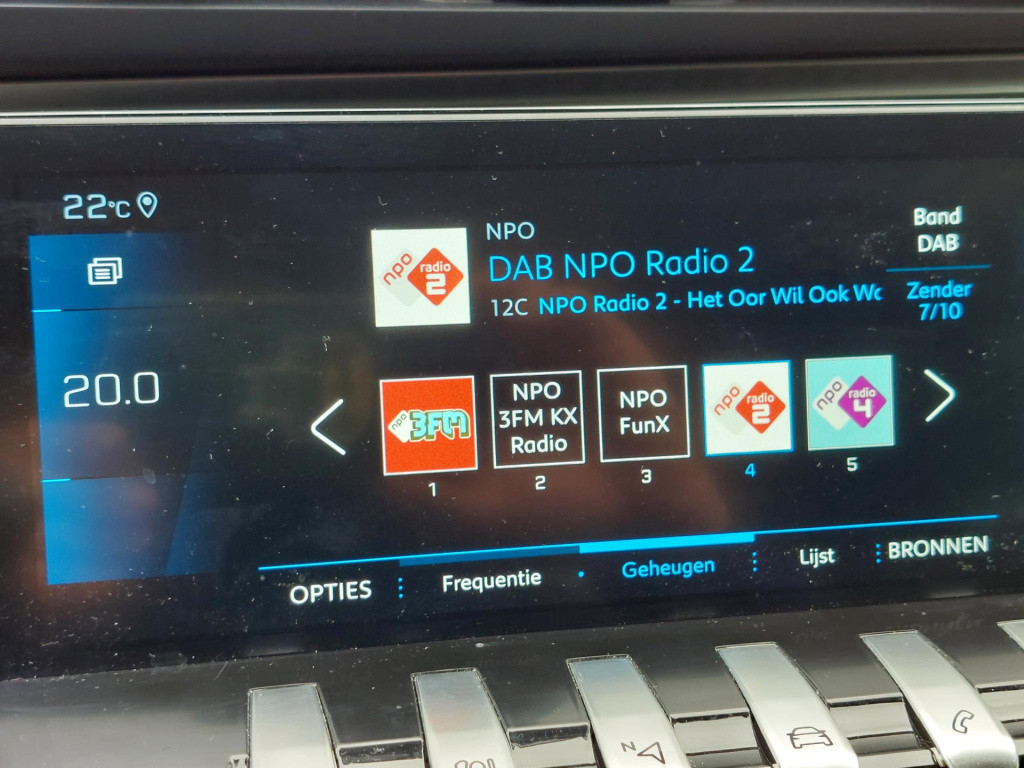 22°C
20.0
npo radio 2
NPO
DAB NPO Radio 2
12C NPO Radio 2 - Het Oor Wil Ook Wa
Band
DAB
Zender
7/10
npo 3FM
1
NPO
3FM KX
Radio
2
NPO
FunX
3
npo radio 2
4
npo radio 4
5
OPTIES
Frequentie
Geheugen
Lijst
BRONNEN
N